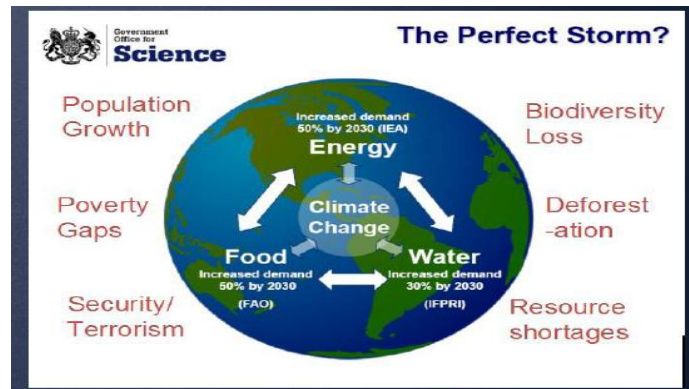 Government
Office for
Science
The Perfect Storm?
Population
Growth
Poverty
Gaps
Security/
Terrorism
Increased demand
50% by 2030 (IEA)
Energy
Climate
Change
Food
Increased demand
50% by 2030
(FAO)
Water
Increased demand
30% by 2030
(IFPRI)
Biodiversity
Loss
Deforest
-ation
Resource
shortages